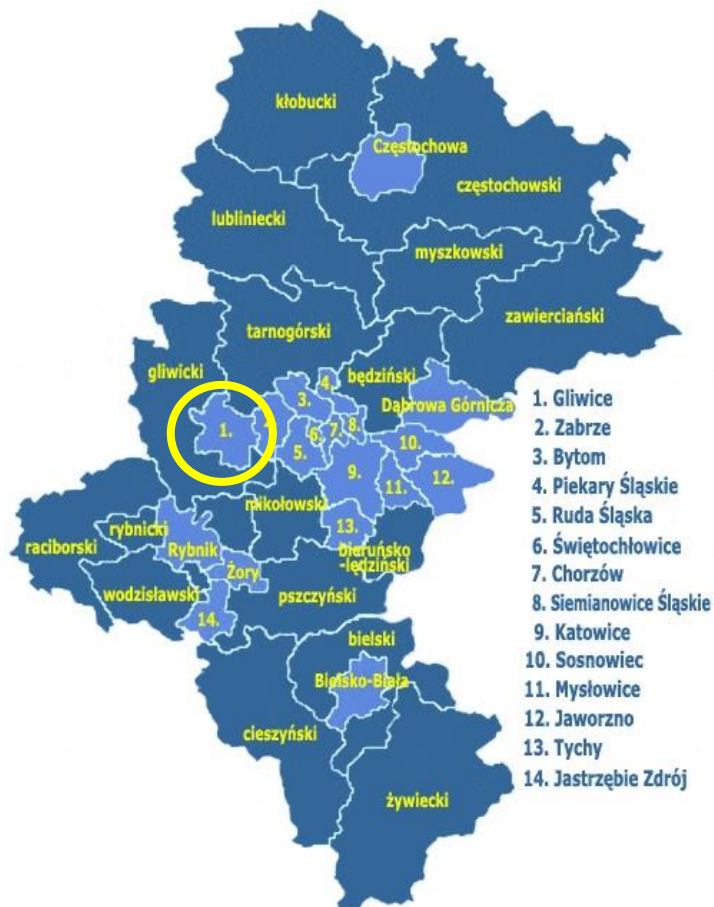 kłobucki
Częstochowa
częstochowski
lubliniecki
myszkowski
zawierciański
tarnogórski
gliwicki
będziński
Dąbrowa Górnicza
1.
2.
3.
4.
5.
6.
7.
8.
9.
10.
11.
12.
mikołowski
13.
rybnicki
raciborski
Rybnik
bieruńsko
-lędziński
Żory
wodzisławski
pszczyński
14.
bielski
Bielsko-Biała
cieszyński
żywiecki
1. Gliwice
2. Zabrze
3. Bytom
4. Piekary Śląskie
5. Ruda Śląska
6. Świętochłowice
7. Chorzów
8. Siemianowice Śląskie
9. Katowice
10. Sosnowiec
11. Mysłowice
12. Jaworzno
13. Tychy
14. Jastrzębie Zdrój